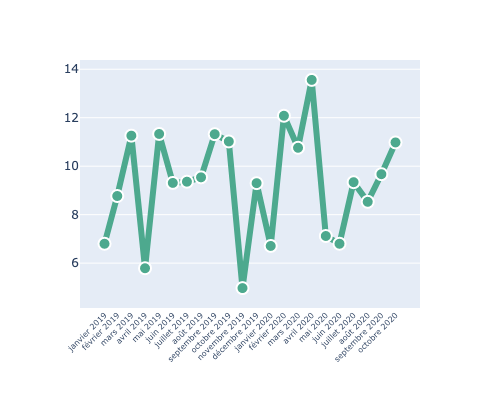 14
12
10
8
6
janvier 2019
février 2019
mars 2019
avril 2019
mai 2019
juin 2019
juillet 2019
août 2019
septembre 2019
octobre 2019
novembre 2019
décembre 2019
janvier 2020
février 2020
mars 2020
avril 2020
mai 2020
juin 2020
juillet 2020
août 2020
septembre 2020
octobre 2020